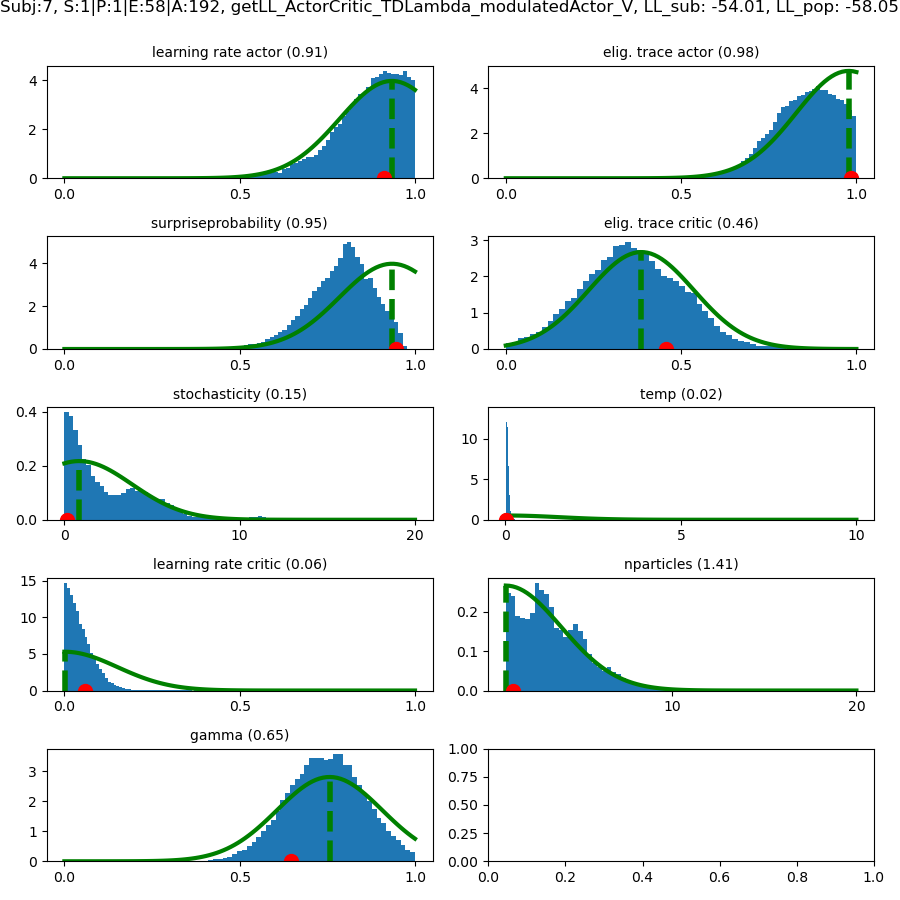 Subj:7, S:1|P:1|E:58|A:192, getLL_ActorCritic_TDLambda_modulatedActor_V, LL_sub: -54.01, LL_pop: -58.05
learning rate actor (0.91)
4
2
0
0.0 0.5 1.0
elig. trace actor (0.98)
4
2
0
0.0 0.5 1.0
surpriseprobability (0.95)
4
2
0
0.0 0.5 1.0
elig. trace critic (0.46)
3
2
1
0
0.0 0.5 1.0
stochasticity (0.15)
0.4
0.2
0.0
0 10 20
temp (0.02)
10
5
0
0 5 10
learning rate critic (0.06)
15
10
5
0
0.0 0.5 1.0
nparticles (1.41)
0.2
0.1
0.0
10 20
gamma (0.65)
3
2
1
0
0.0 0.5 1.0
1.00
0.75
0.50
0.25
0.00
0.0 0.2 0.4 0.6 0.8 1.0